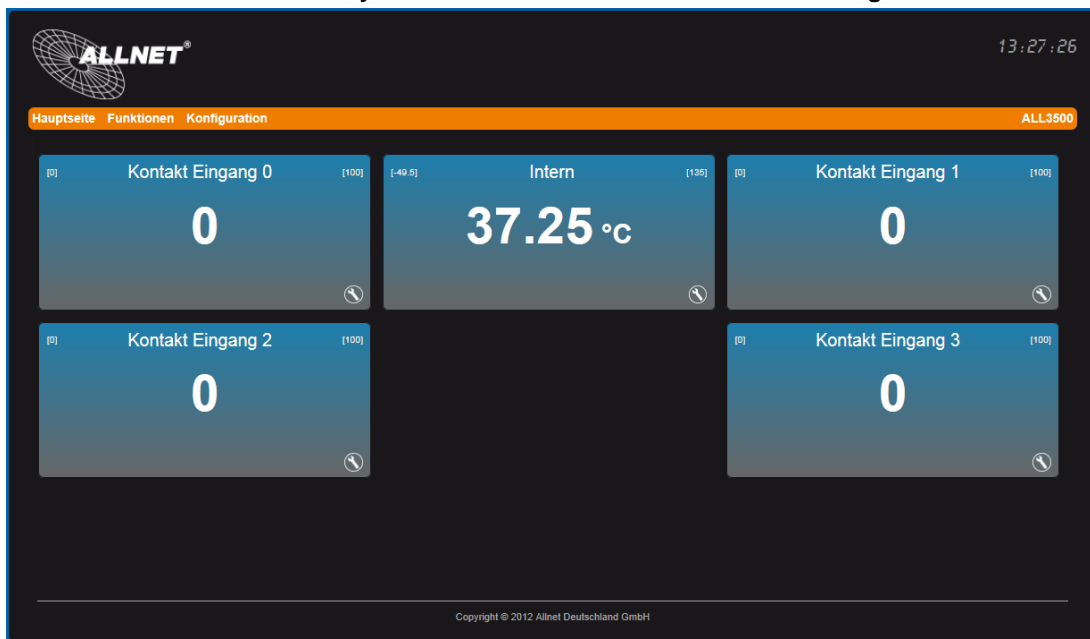 ALLNET®
13:27:26
Hauptseite Funktionen Konfiguration ALL3500
[0] Kontakt Eingang 0 [100]
0
[-49.5] Intern [135]
37.25 °C
[0] Kontakt Eingang 1 [100]
0
[0] Kontakt Eingang 2 [100]
0
[0] Kontakt Eingang 3 [100]
0
Copyright © 2012 Allnet Deutschland GmbH